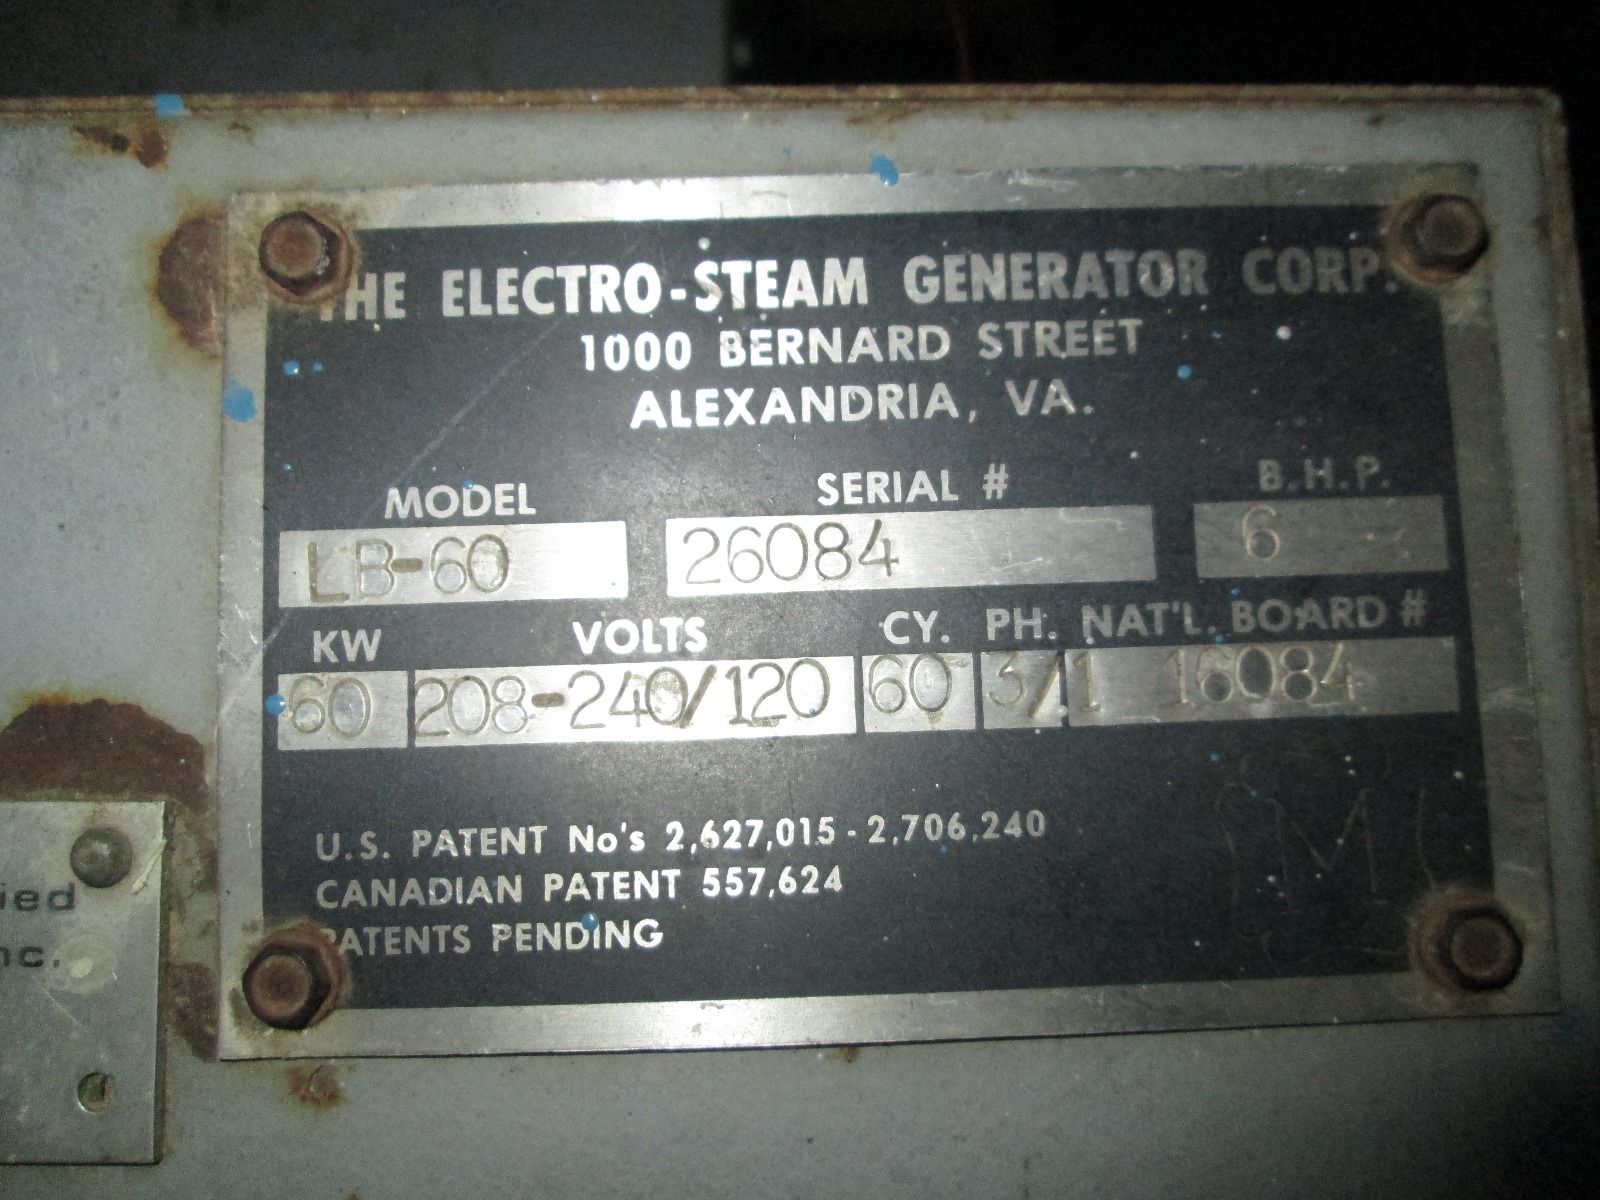 THE ELECTRO-STEAM GENERATOR CORP.
1000 BERNARD STREET
ALEXANDRIA, VA.
MODEL SERIAL # B.H.P.
LB-60 26084 6
KW VOLTS CY. PH. NAT'L. BOARD #
60 208-240/120 60 3/1 16084
U.S. PATENT No's 2,627,015 - 2,706,240
CANADIAN PATENT 557,624
PATENTS PENDING
ied
nc.